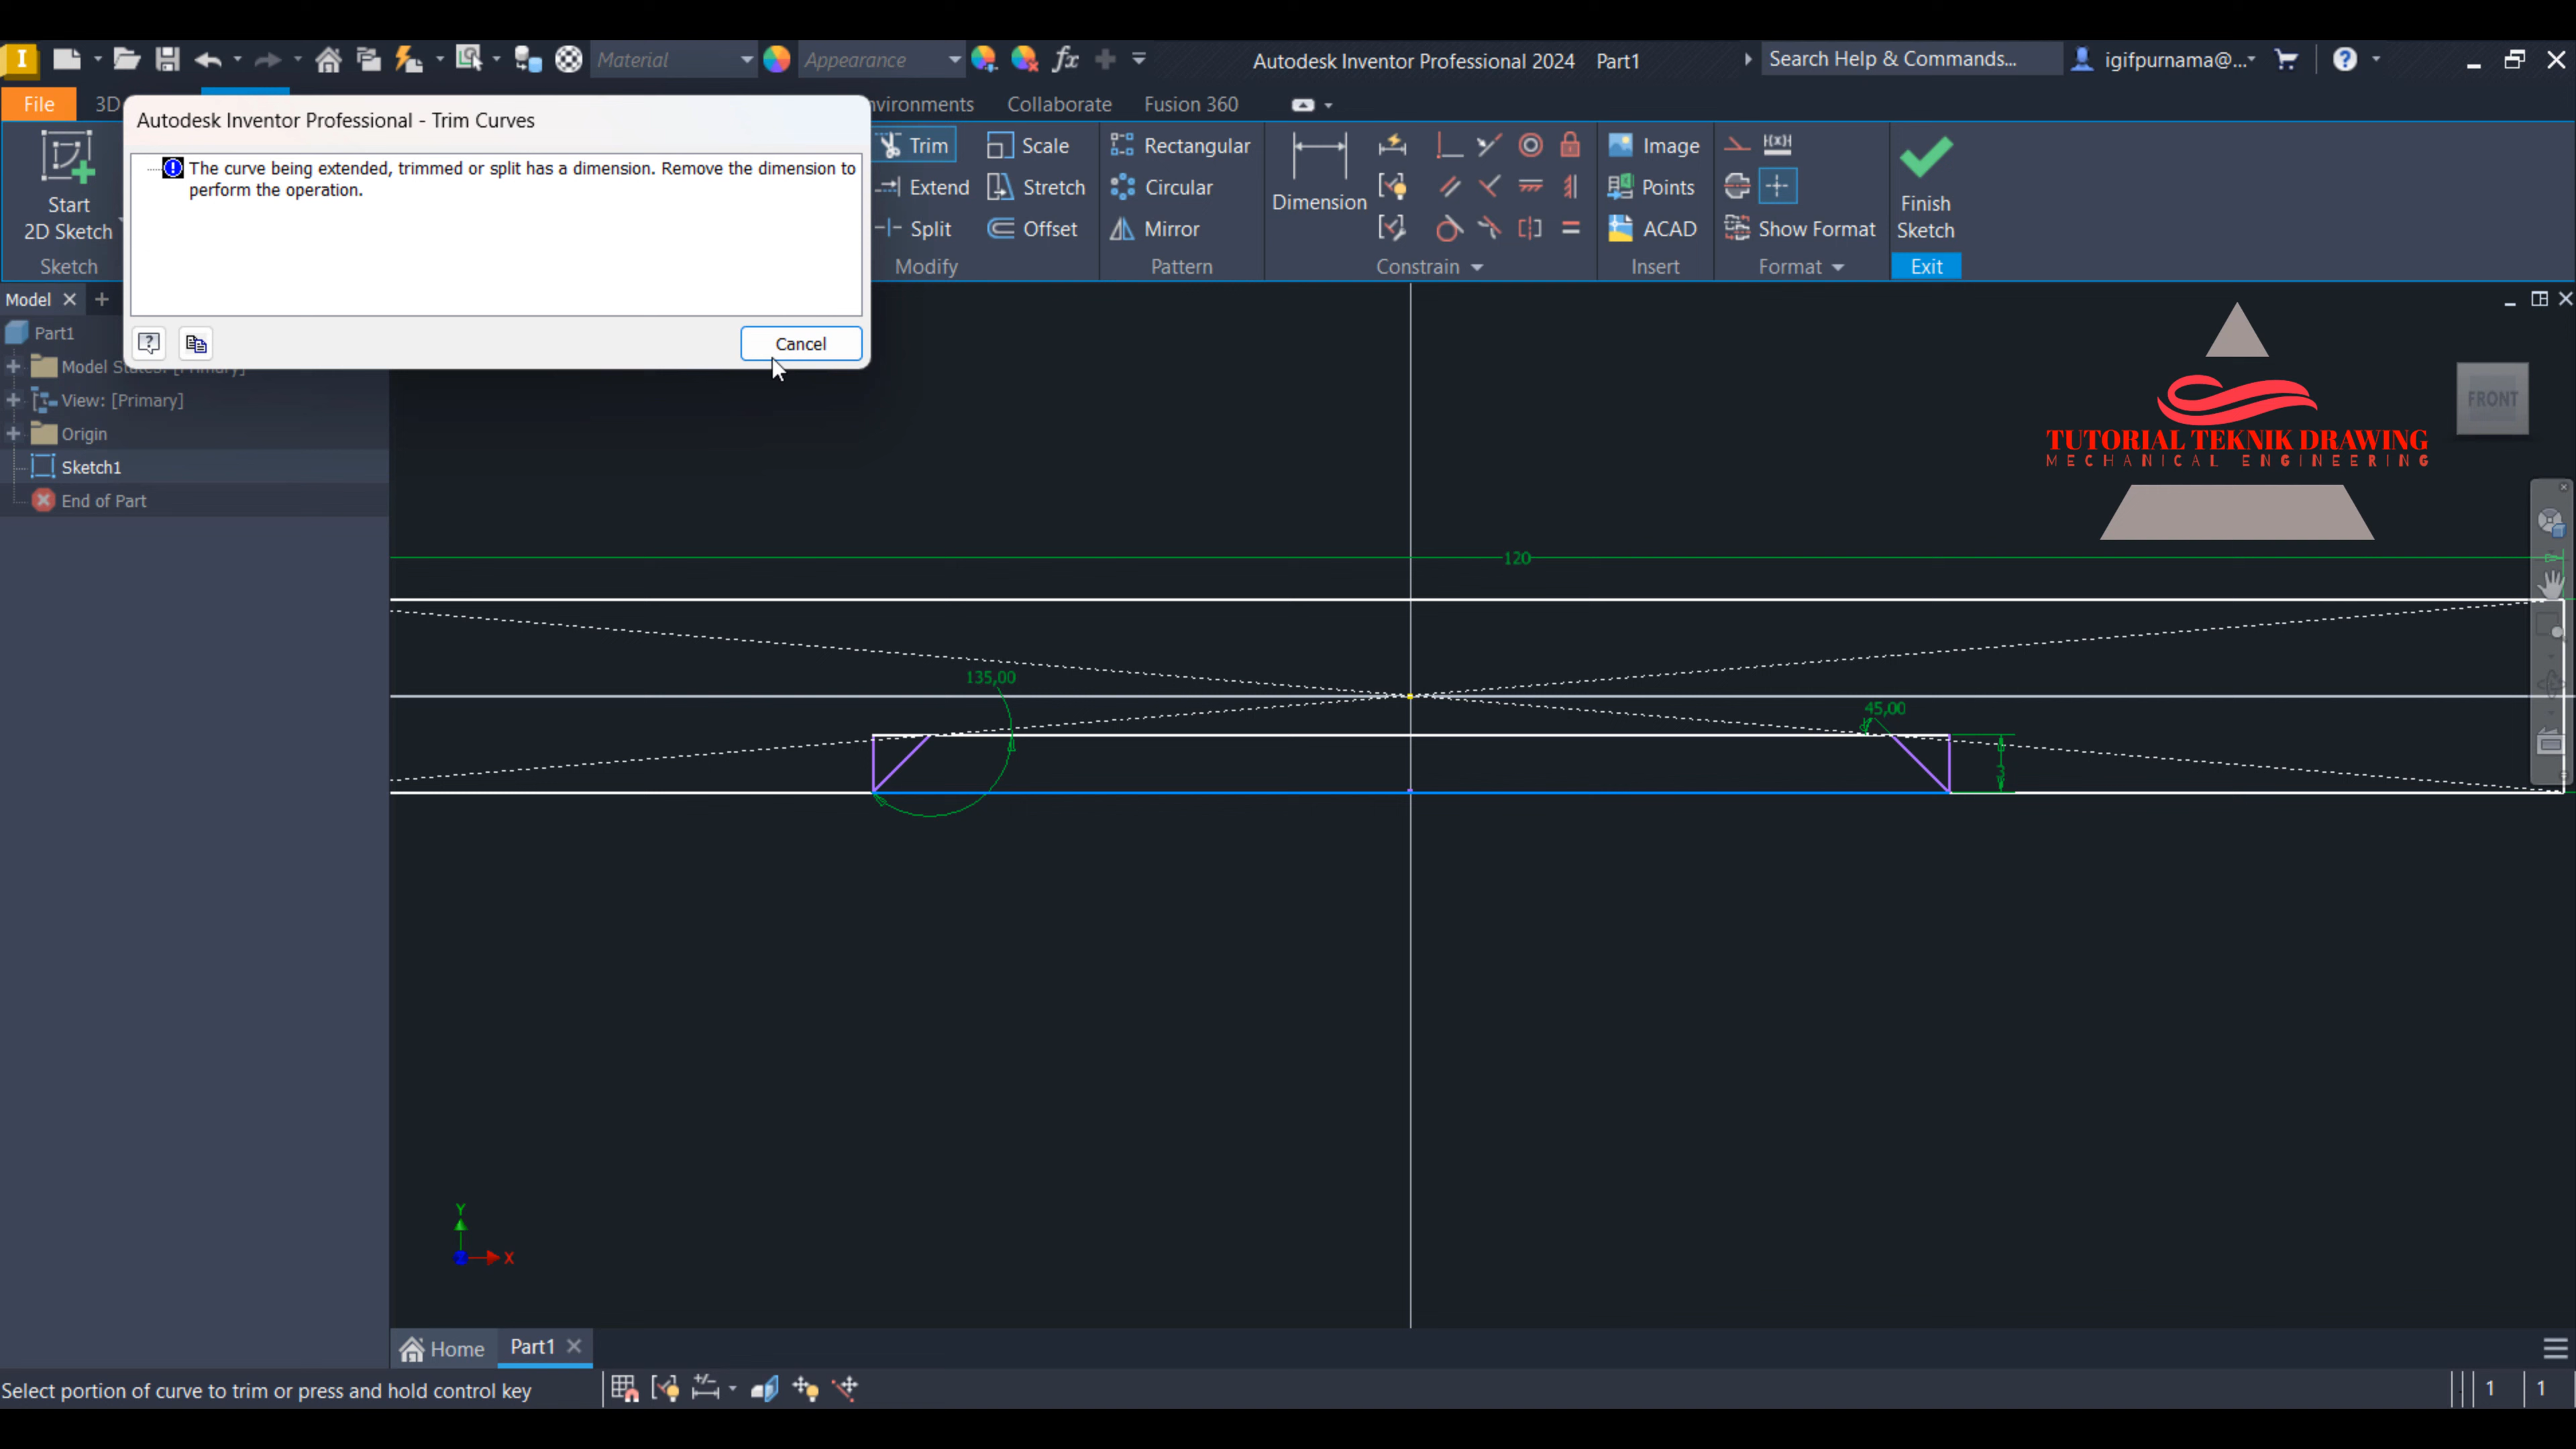 I Material Appearance fx Autodesk Inventor Professional 2024 Part1 Search Help & Commands... igifpurnama@...
File 3D nvironments Collaborate Fusion 360
Autodesk Inventor Professional - Trim Curves
The curve being extended, trimmed or split has a dimension. Remove the dimension to
perform the operation.
Cancel
Start
2D Sketch
Sketch
Trim Scale Rectangular Image
Extend Stretch Circular Dimension Points Finish
Split Offset Mirror ACAD Show Format Sketch
Modify Pattern Constrain Insert Format Exit
Model
Part1
Model States: [Primary]
View: [Primary]
Origin
Sketch1
End of Part
FRONT
TUTORIAL TEKNIK DRAWING
MECHANICAL ENGINEERING
120
135,00
45,00
3
Y
X
Home Part1
Select portion of curve to trim or press and hold control key
1 1